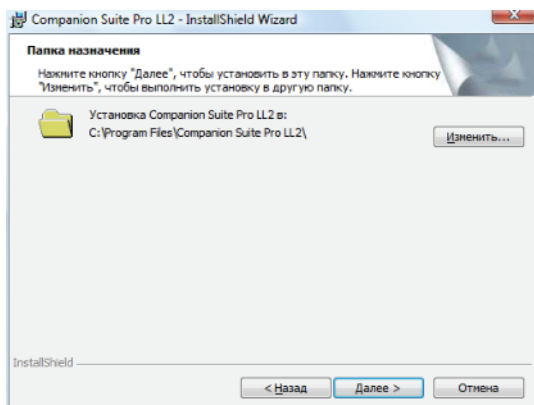 Companion Suite Pro LL2 - InstallShield Wizard
Папка назначения
Нажмите кнопку "Далее", чтобы установить в эту папку. Нажмите кнопку
"Изменить", чтобы выполнить установку в другую папку.
Установка Companion Suite Pro LL2 в:
C:\Program Files\Companion Suite Pro LL2\
Изменить...
InstallShield
< Назад
Далее >
Отмена